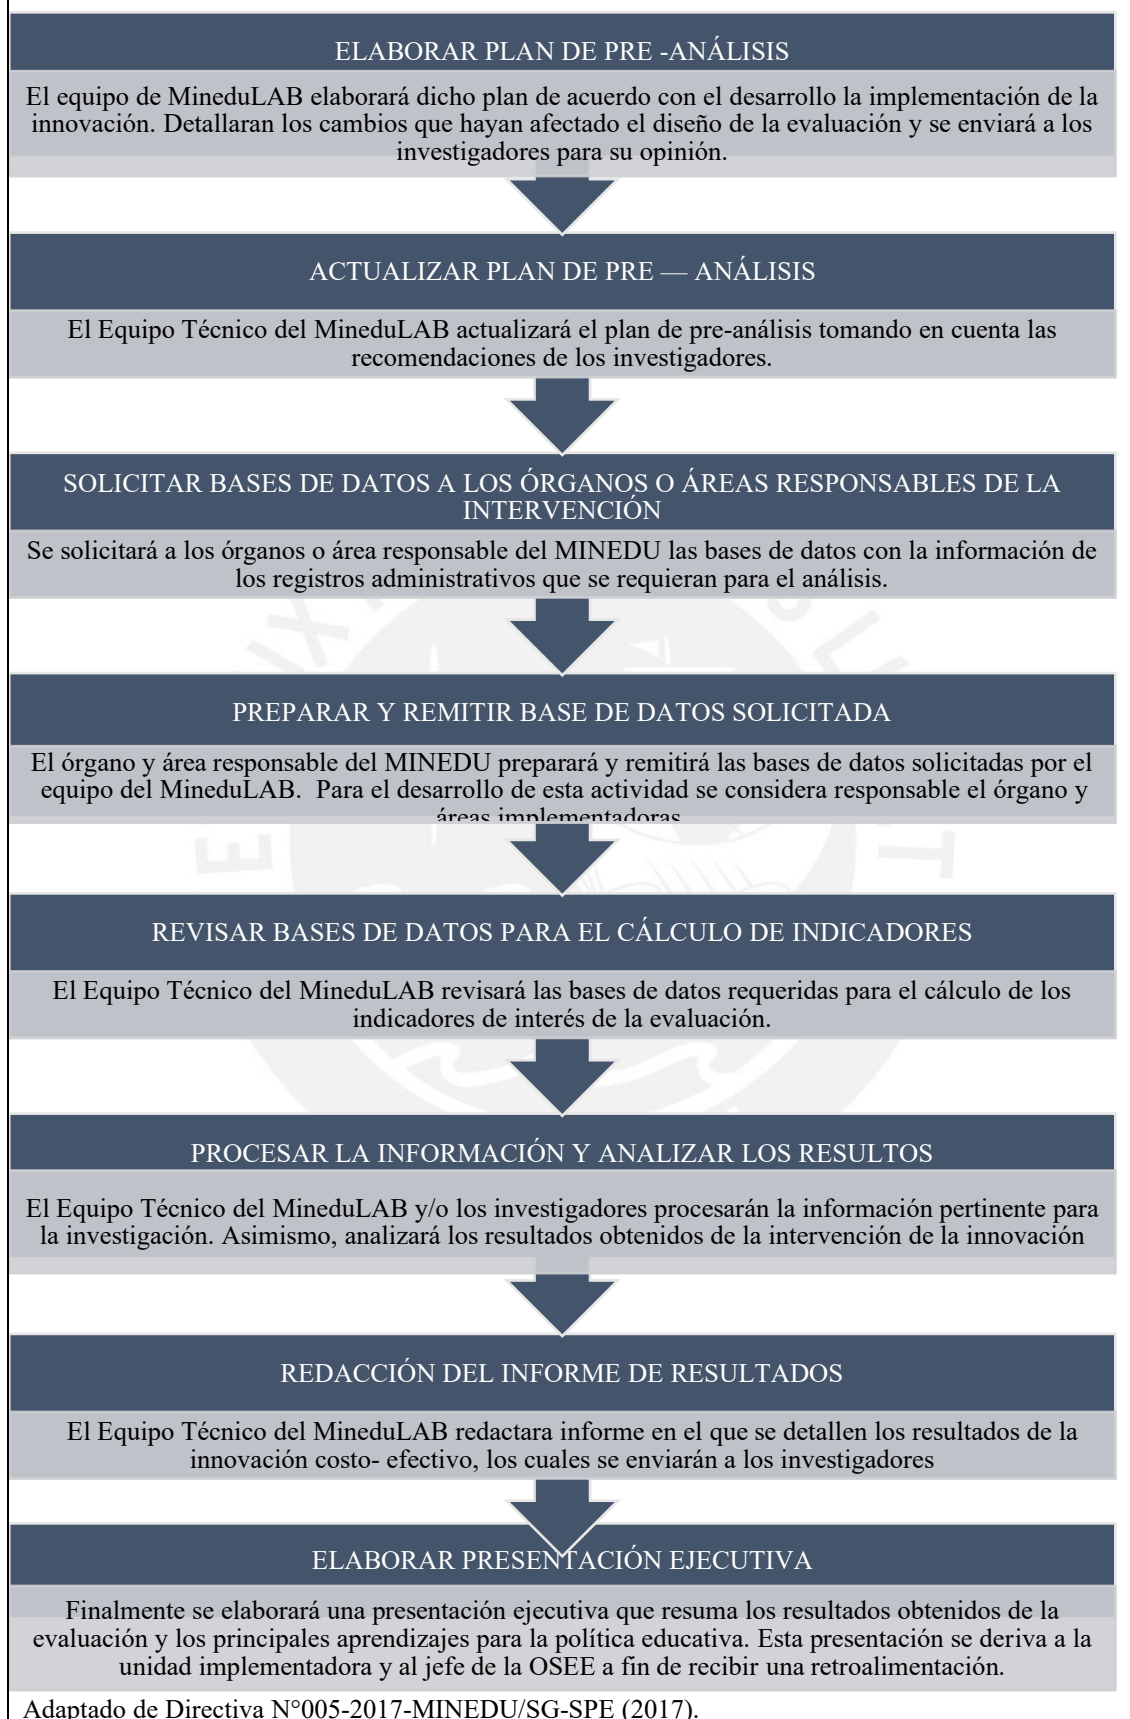 ELABORAR PLAN DE PRE -ANÁLISIS
El equipo de MineduLAB elaborará dicho plan de acuerdo con el desarrollo la implementación de la
innovación. Detallaran los cambios que hayan afectado el diseño de la evaluación y se enviará a los
investigadores para su opinión.
ACTUALIZAR PLAN DE PRE — ANÁLISIS
El Equipo Técnico del MineduLAB actualizará el plan de pre-análisis tomando en cuenta las
recomendaciones de los investigadores.
SOLICITAR BASES DE DATOS A LOS ÓRGANOS O ÁREAS RESPONSABLES DE LA
INTERVENCIÓN
Se solicitará a los órganos o área responsable del MINEDU las bases de datos con la información de
los registros administrativos que se requieran para el análisis.
PREPARAR Y REMITIR BASE DE DATOS SOLICITADA
El órgano y área responsable del MINEDU preparará y remitirá las bases de datos solicitadas por el
equipo del MineduLAB. Para el desarrollo de esta actividad se considera responsable el órgano y
áreas implementadoras
REVISAR BASES DE DATOS PARA EL CÁLCULO DE INDICADORES
El Equipo Técnico del MineduLAB revisará las bases de datos requeridas para el cálculo de los
indicadores de interés de la evaluación.
PROCESAR LA INFORMACIÓN Y ANALIZAR LOS RESULTOS
El Equipo Técnico del MineduLAB y/o los investigadores procesarán la información pertinente para
la investigación. Asimismo, analizará los resultados obtenidos de la intervención de la innovación
REDACCIÓN DEL INFORME DE RESULTADOS
El Equipo Técnico del MineduLAB redactara informe en el que se detallen los resultados de la
innovación costo- efectivo, los cuales se enviarán a los investigadores
ELABORAR PRESENTACIÓN EJECUTIVA
Finalmente se elaborará una presentación ejecutiva que resuma los resultados obtenidos de la
evaluación y los principales aprendizajes para la política educativa. Esta presentación se deriva a la
unidad implementadora y al jefe de la OSEE a fin de recibir una retroalimentación.
Adaptado de Directiva N°005-2017-MINEDU/SG-SPE (2017).